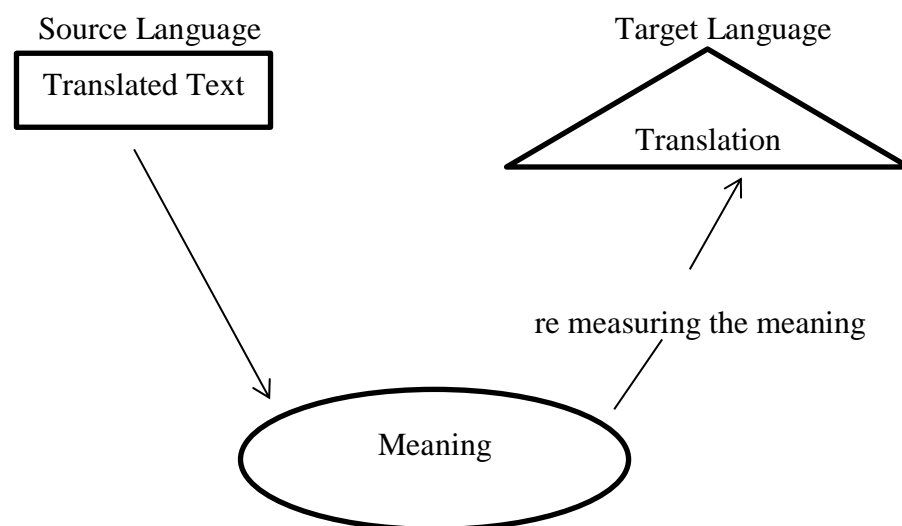 Source Language
Target Language
Translated Text
Translation
re measuring the meaning
Meaning